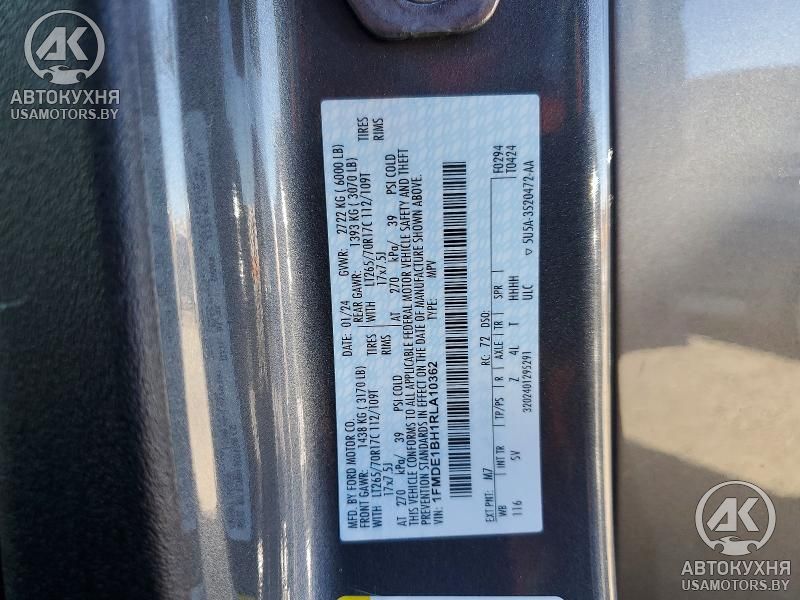 АК
АВТОКУХНЯ
USAMOTORS.BY
MFD. BY FORD MOTOR CO.
DATE: 01/24 GVWR: 2722 KG ( 6000 LB)
FRONT GAWR: 1438 KG ( 3170 LB) REAR GAWR: 1393 KG ( 3070 LB)
WITH LT265/70R17C 112/109T TIRES WITH LT265/70R17C 112/109T TIRES
17x7.5J RIMS 17x7.5J RIMS
AT 270 kPa/ 39 PSI COLD AT 270 kPa/ 39 PSI COLD
THIS VEHICLE CONFORMS TO ALL APPLICABLE FEDERAL MOTOR VEHICLE SAFETY AND THEFT
PREVENTION STANDARDS IN EFFECT ON THE DATE OF MANUFACTURE SHOWN ABOVE.
VIN: 1FMDE1BH1RLA10362 TYPE: MPV
F0294
EXT PNT: M7 RC: 72 DSO: T0424
WB INT TR TP/PS R AXLE TR SPR
116 5V Z 4L T HHHH
ULC
3202401295291 ▽ 5U5A-3520472-AA
АК
АВТОКУХНЯ
USAMOTORS.BY